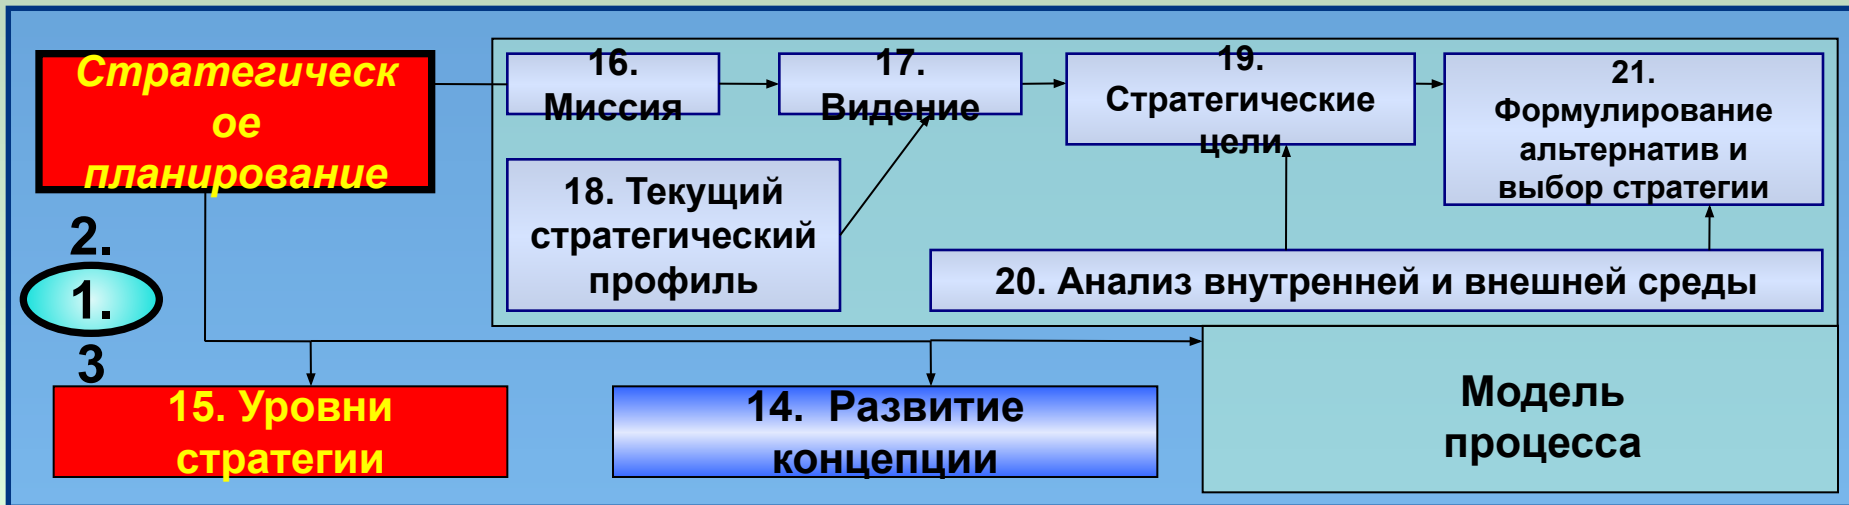 Стратегическ
ое
планирование
16.
Миссия
17.
Видение
19.
Стратегические
цели
21.
Формулирование
альтернатив и
выбор стратегии
18. Текущий
стратегический
профиль
20. Анализ внутренней и внешней среды
2.
1.
3
15. Уровни
стратегии
14. Развитие
концепции
Модель
процесса